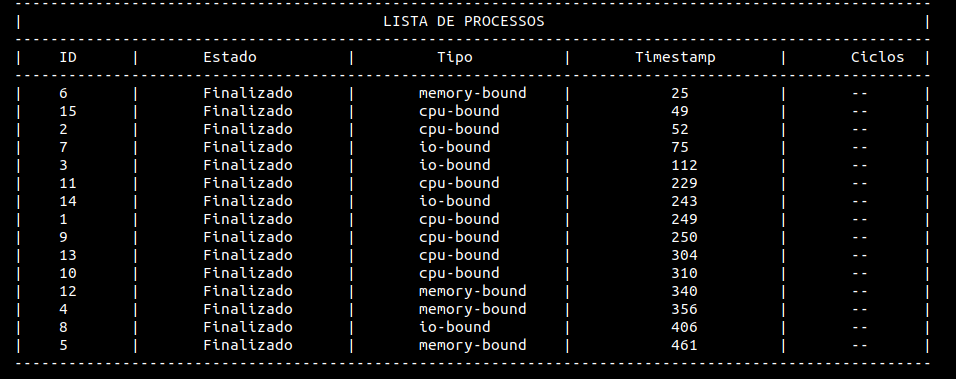 LISTA DE PROCESSOS
ID | Estado | Tipo | Timestamp | Ciclos
6 | Finalizado | memory-bound | 25 | --
15 | Finalizado | cpu-bound | 49 | --
2 | Finalizado | cpu-bound | 52 | --
7 | Finalizado | io-bound | 75 | --
3 | Finalizado | io-bound | 112 | --
11 | Finalizado | cpu-bound | 229 | --
14 | Finalizado | io-bound | 243 | --
1 | Finalizado | cpu-bound | 249 | --
9 | Finalizado | cpu-bound | 250 | --
13 | Finalizado | cpu-bound | 304 | --
10 | Finalizado | cpu-bound | 310 | --
12 | Finalizado | memory-bound | 340 | --
4 | Finalizado | memory-bound | 356 | --
8 | Finalizado | io-bound | 406 | --
5 | Finalizado | memory-bound | 461 | --